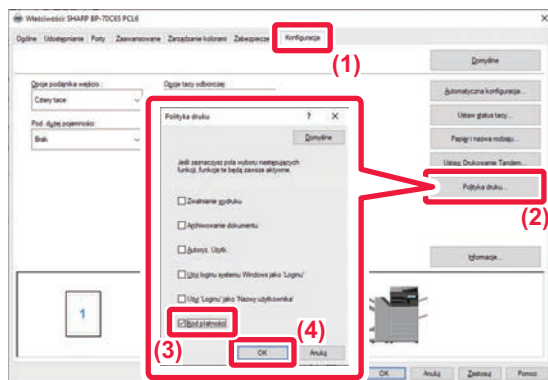 Właściwości: SHARP BP-70C65 PCL6
Ogólne Udostępnianie Porty Zaawansowane Zarządzanie kolorami Zabezpiecze Konfiguracja
(1)
Domyślne
Opcje podajnika wejścio.:
Opcje tacy odbiorczej:
Cztery tace
Automatyczna konfiguracja...
Ustaw status tacy...
Pod. dużej pojemności:
Brak
Papier i nazwa rodzaju...
Ustaw Drukowanie Tandem...
Polityka druku...
(2)
Informacje...
Polityka druku
? X
Domyślne
Jeśli zaznaczysz pola wyboru następujących
funkcji, funkcje te będą zawsze aktywne.
Zwalnianie wydruku
Archiwowanie dokumentu
Autoryz. Użytk.
Użyj loginu systemu Windows jako 'Loginu'
Użyj 'Loginu' jako 'Nazwy użytkownika'
Kod płatności
(3)
(4)
OK Anuluj
1
OK Anuluj Zastosuj Pomoc